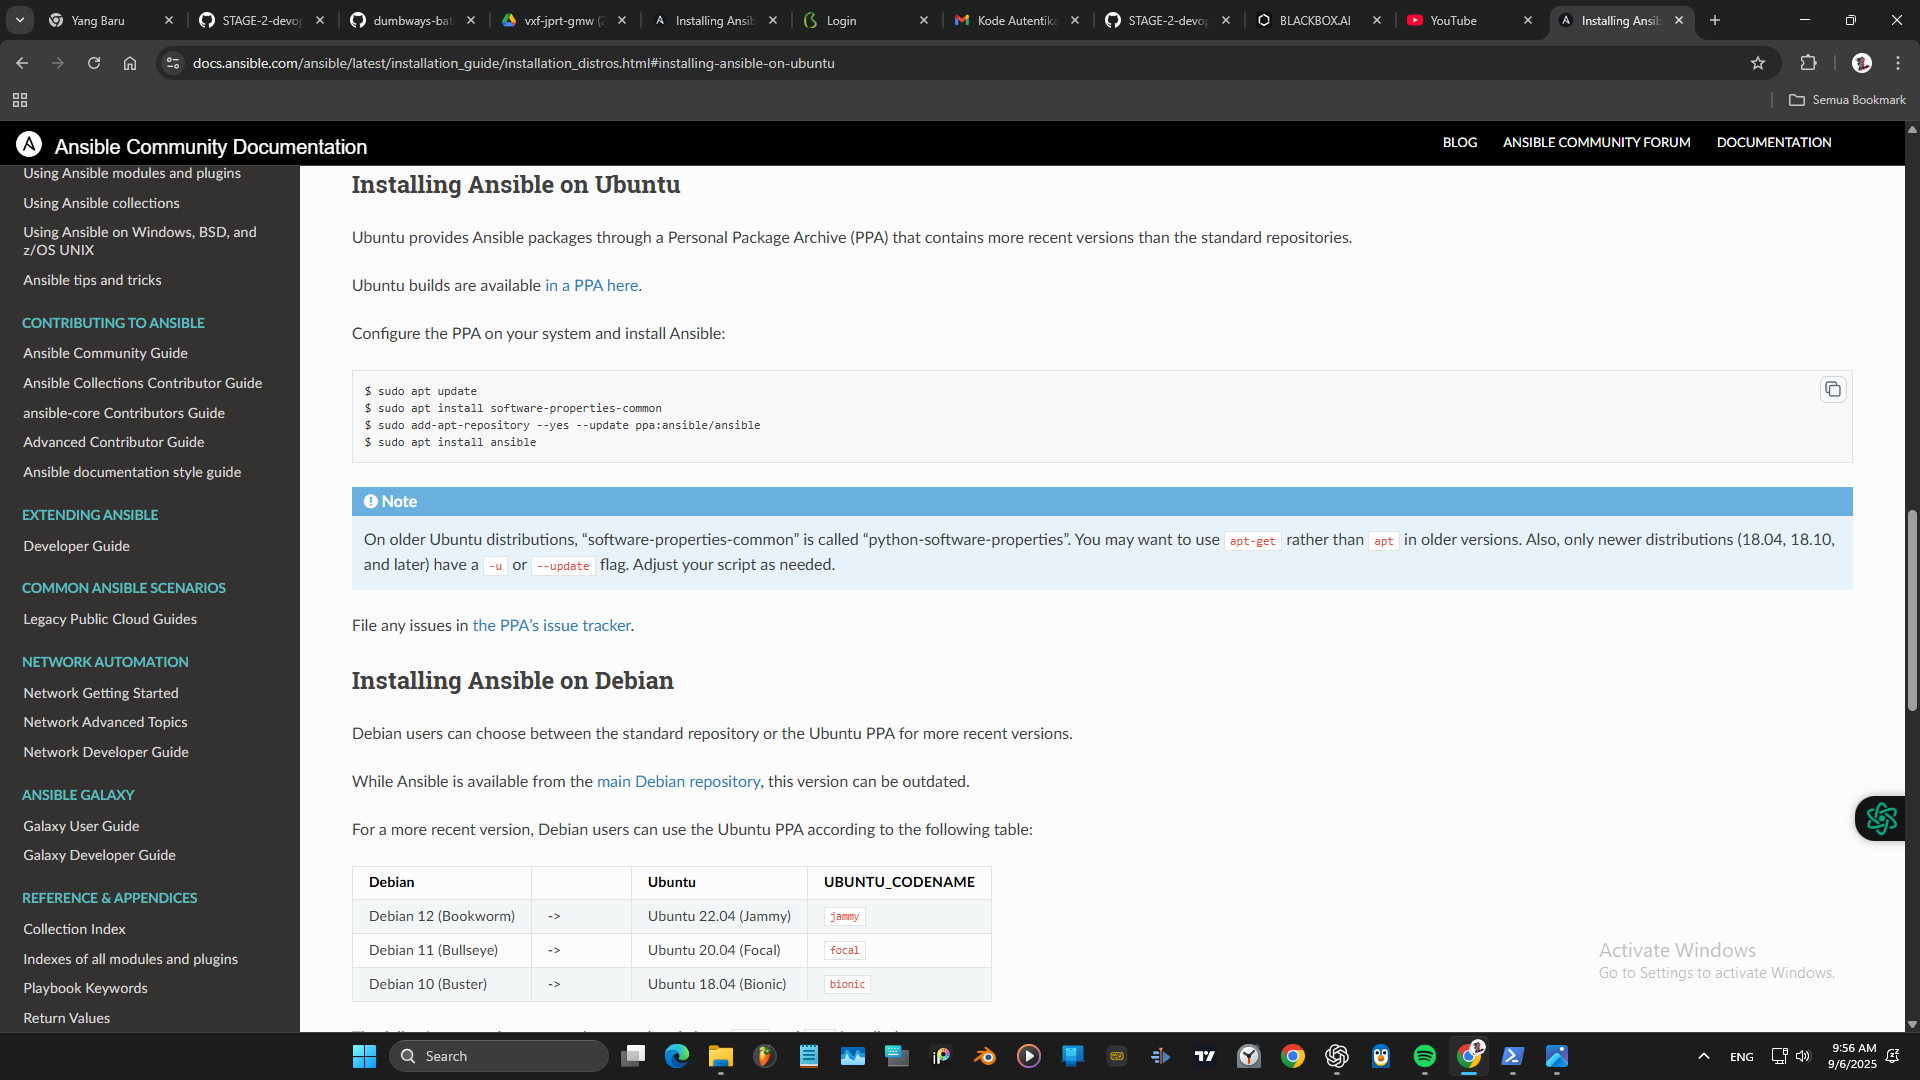 Yang Baru
STAGE-2-devop
dumbways-bat
vxf-jprt-gmw (2
Installing Ansib
Login
Kode Autentika
STAGE-2-devop
BLACKBOX.AI
YouTube
Installing Ansib
docs.ansible.com/ansible/latest/installation_guide/installation_distros.html#installing-ansible-on-ubuntu
Semua Bookmark
Ansible Community Documentation
BLOG
ANSIBLE COMMUNITY FORUM
DOCUMENTATION
Using Ansible modules and plugins
Using Ansible collections
Using Ansible on Windows, BSD, and
z/OS UNIX
Ansible tips and tricks
CONTRIBUTING TO ANSIBLE
Ansible Community Guide
Ansible Collections Contributor Guide
ansible-core Contributors Guide
Advanced Contributor Guide
Ansible documentation style guide
EXTENDING ANSIBLE
Developer Guide
COMMON ANSIBLE SCENARIOS
Legacy Public Cloud Guides
NETWORK AUTOMATION
Network Getting Started
Network Advanced Topics
Network Developer Guide
ANSIBLE GALAXY
Galaxy User Guide
Galaxy Developer Guide
REFERENCE & APPENDICES
Collection Index
Indexes of all modules and plugins
Playbook Keywords
Return Values
Installing Ansible on Ubuntu
Ubuntu provides Ansible packages through a Personal Package Archive (PPA) that contains more recent versions than the standard repositories.
Ubuntu builds are available in a PPA here.
Configure the PPA on your system and install Ansible:
$ sudo apt update
$ sudo apt install software-properties-common
$ sudo add-apt-repository --yes --update ppa:ansible/ansible
$ sudo apt install ansible
Note
On older Ubuntu distributions, “software-properties-common” is called “python-software-properties”. You may want to use apt-get rather than apt in older versions. Also, only newer distributions (18.04, 18.10,
and later) have a -u or --update flag. Adjust your script as needed.
File any issues in the PPA’s issue tracker.
Installing Ansible on Debian
Debian users can choose between the standard repository or the Ubuntu PPA for more recent versions.
While Ansible is available from the main Debian repository, this version can be outdated.
For a more recent version, Debian users can use the Ubuntu PPA according to the following table:
Debian Ubuntu UBUNTU_CODENAME
Debian 12 (Bookworm) -> Ubuntu 22.04 (Jammy) jammy
Debian 11 (Bullseye) -> Ubuntu 20.04 (Focal) focal
Debian 10 (Buster) -> Ubuntu 18.04 (Bionic) bionic
Activate Windows
Go to Settings to activate Windows.
Search
ENG
9:56 AM
9/6/2025